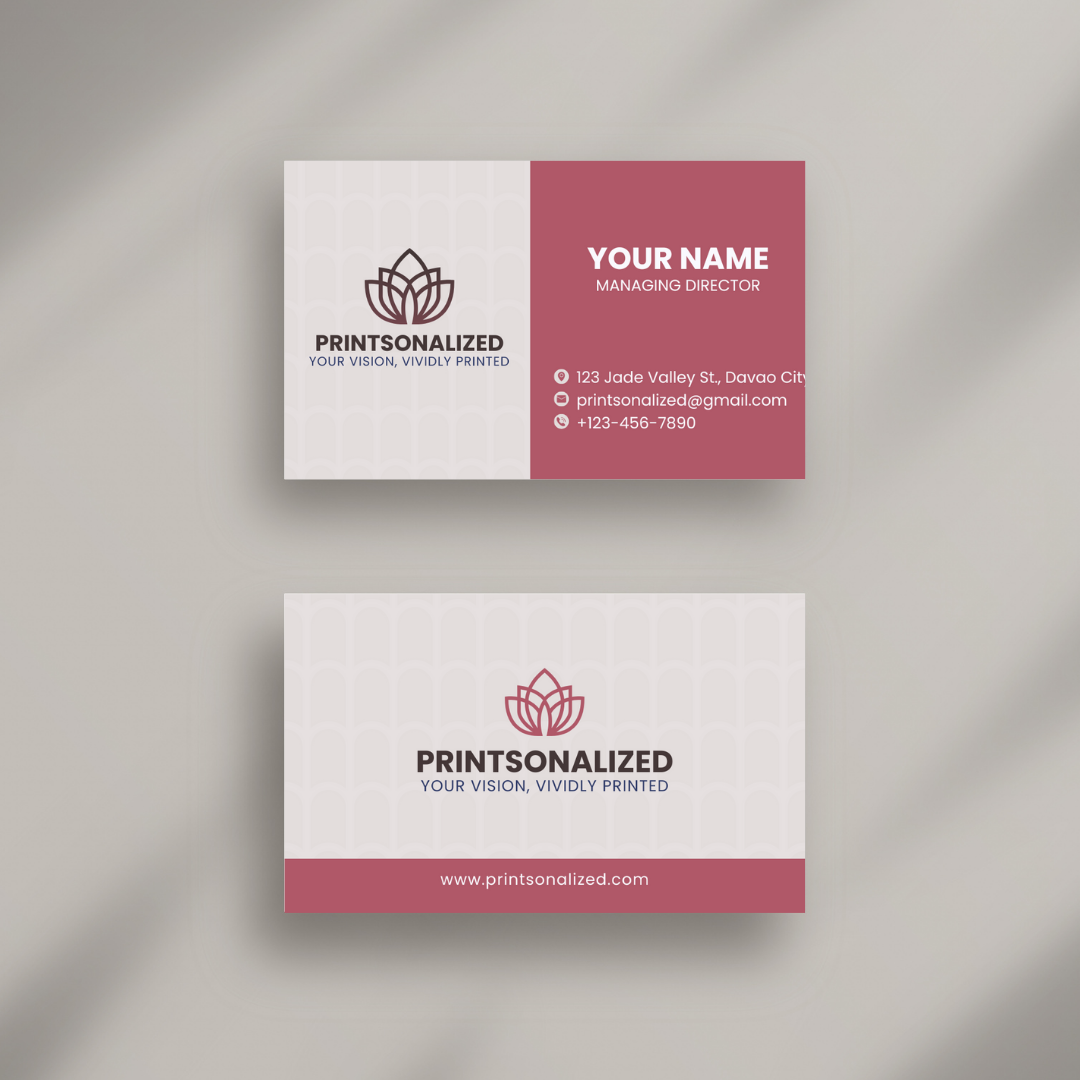 PRINTSONALIZED
YOUR VISION, VIVIDLY PRINTED
YOUR NAME
MANAGING DIRECTOR
123 Jade Valley St., Davao City
printsonalized@gmail.com
+123-456-7890
PRINTSONALIZED
YOUR VISION, VIVIDLY PRINTED
www.printsonalized.com